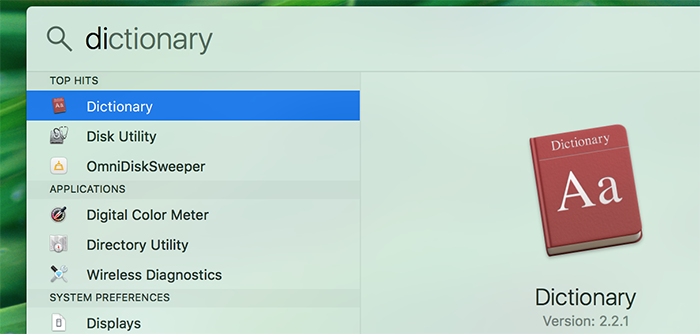 dictionary
TOP HITS
Dictionary
Disk Utility
OmniDiskSweeper
APPLICATIONS
Digital Color Meter
Directory Utility
Wireless Diagnostics
SYSTEM PREFERENCES
Displays
Dictionary
Aa
Dictionary
Version: 2.2.1